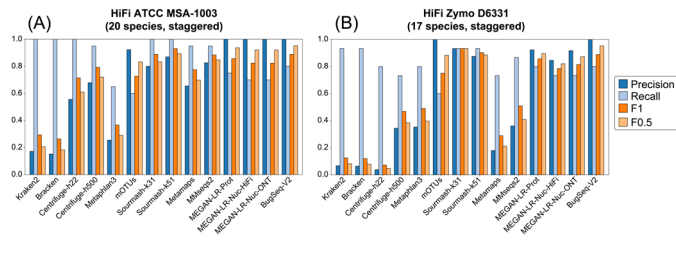 (A)
HiFi ATCC MSA-1003
(20 species, staggered)
1.0
0.8
0.6
0.4
0.2
0.0
Kraken2
Bracken
Centrifuge-h22
Centrifuge-h500
Metaphlan3
mOTUs
Sourmash-k31
Sourmash-k51
Metamaps
MMseqs2
MEGAN-LR-Prot
MEGAN-LR-Nuc-HiFi
MEGAN-LR-Nuc-ONT
BugSeq-V2
(B)
HiFi Zymo D6331
(17 species, staggered)
1.0
0.8
0.6
0.4
0.2
0.0
Kraken2
Bracken
Centrifuge-h22
Centrifuge-h500
Metaphlan3
mOTUs
Sourmash-k31
Sourmash-k51
Metamaps
MMseqs2
MEGAN-LR-Prot
MEGAN-LR-Nuc-HiFi
MEGAN-LR-Nuc-ONT
BugSeq-V2
Precision
Recall
F1
F0.5